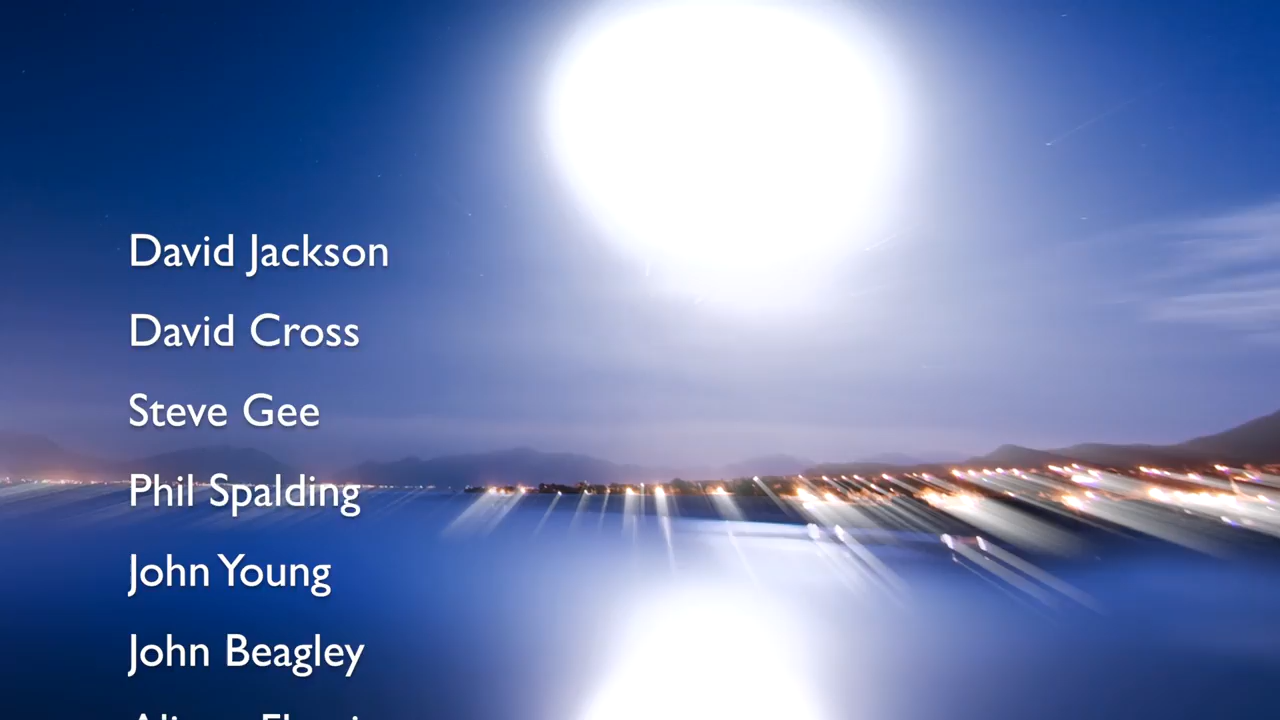 David Jackson
David Cross
Steve Gee
Phil Spalding
John Young
John Beagley